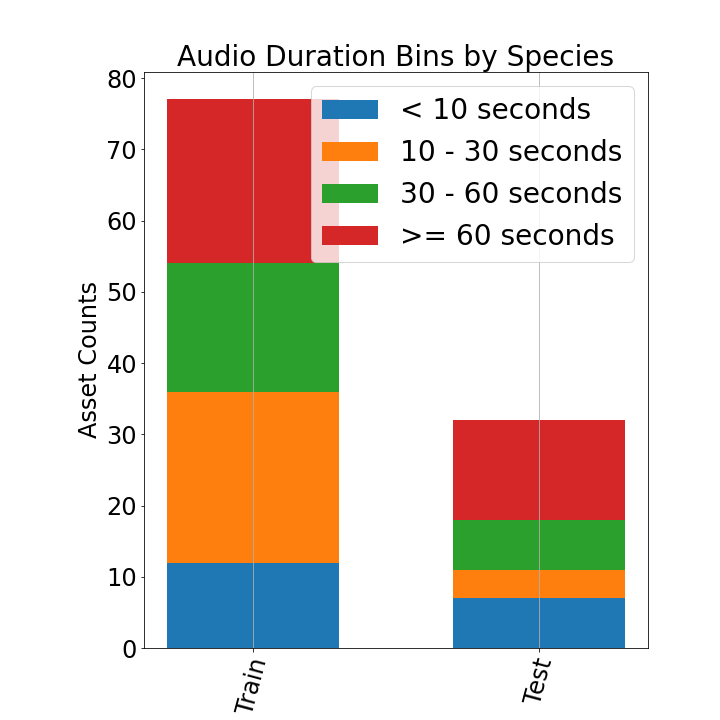 Audio Duration Bins by Species
80
70
60
50
40
30
20
10
0
Asset Counts
< 10 seconds
10 - 30 seconds
30 - 60 seconds
>= 60 seconds
Train
Test